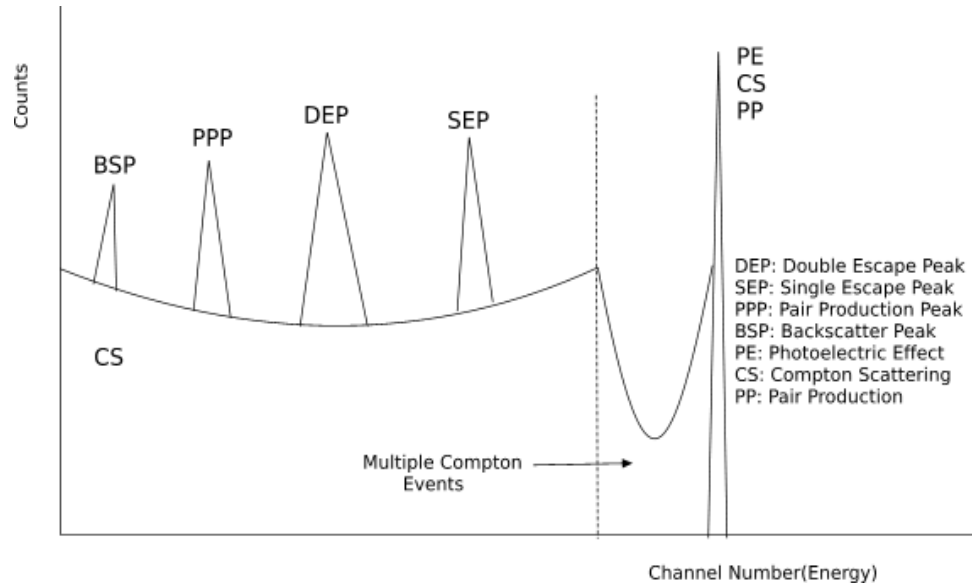 Counts
BSP
PPP
DEP
SEP
PE
CS
PP
DEP: Double Escape Peak
SEP: Single Escape Peak
PPP: Pair Production Peak
BSP: Backscatter Peak
PE: Photoelectric Effect
CS: Compton Scattering
PP: Pair Production
CS
Multiple Compton
Events
Channel Number(Energy)